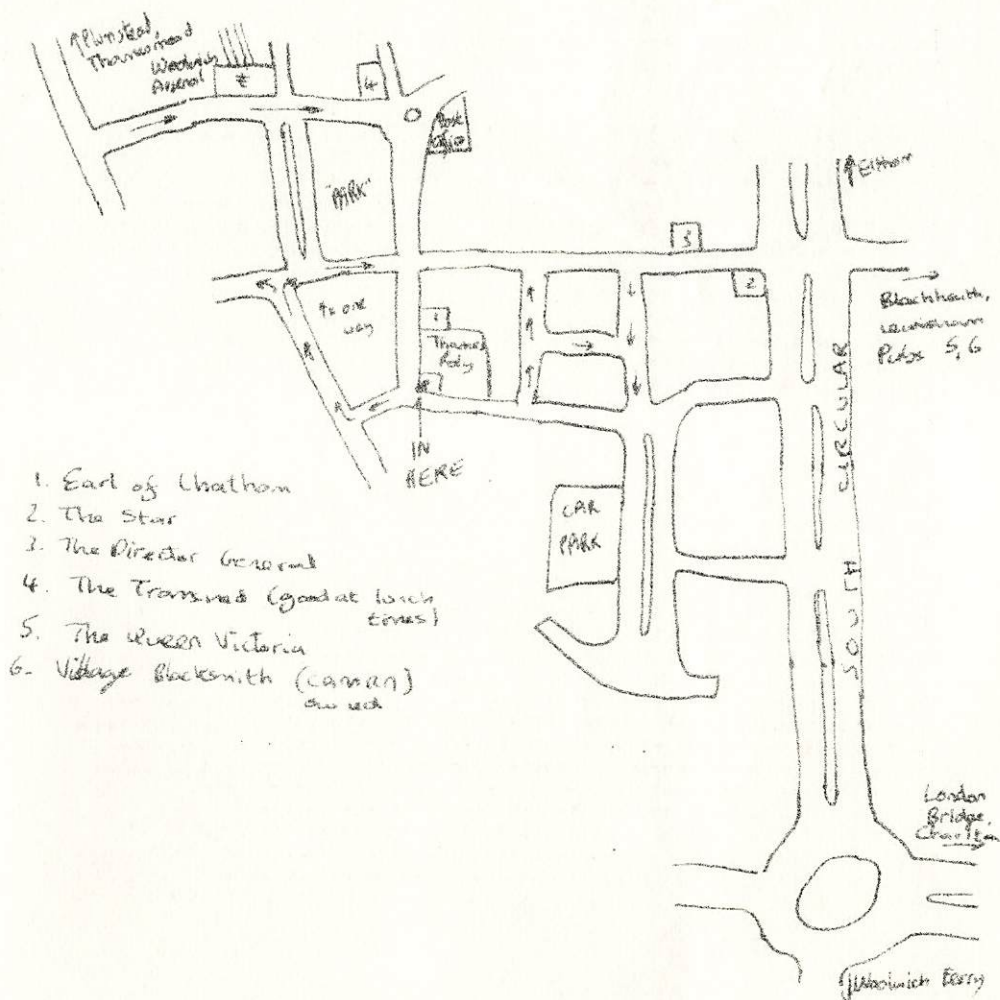 ↑Plumstead,
Thamesmead
Woolwich
Arsenal
4
Post
Office
"PARK"
↑Eltham
3
2
Blackheath,
Lewisham
Pubs 5,6
one
way
1
Thames
Poly
IN
HERE
CAR
PARK
SOUTH CIRCULAR
1. Earl of Chatham
2. The Star
3. The Director General
4. The Tramshed (good at lunch
times)
5. The Queen Victoria
6- Village Blacksmith
London
Bridge,
Charlton
Woolwich Ferry